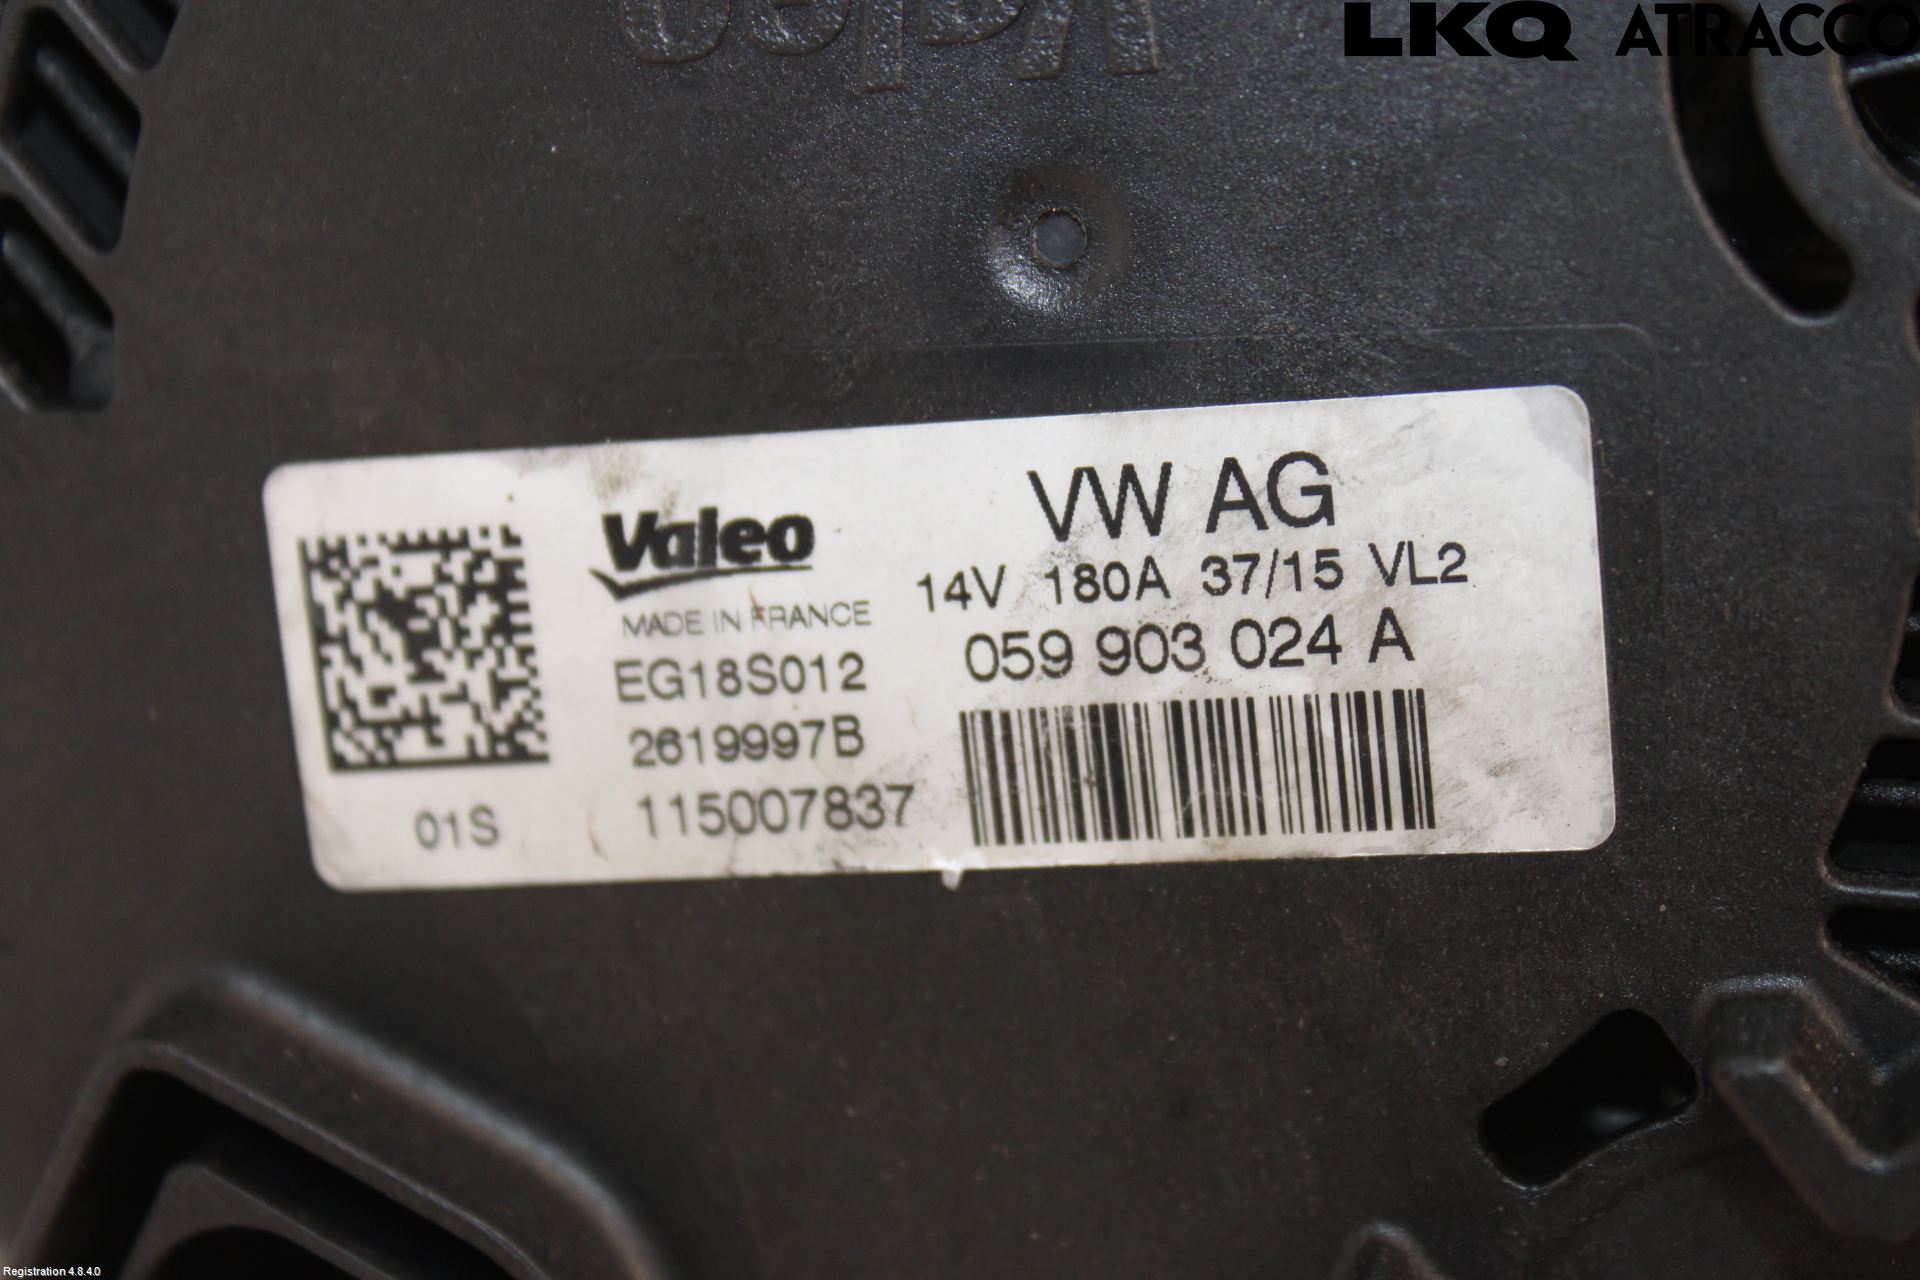 LKQ ATRACCO
Valeo
MADE IN FRANCE
EG18S012
2619997B
115007837
01S
VW AG
14V 180A 37/15 VL2
059 903 024 A
Registration 4.8.4.0